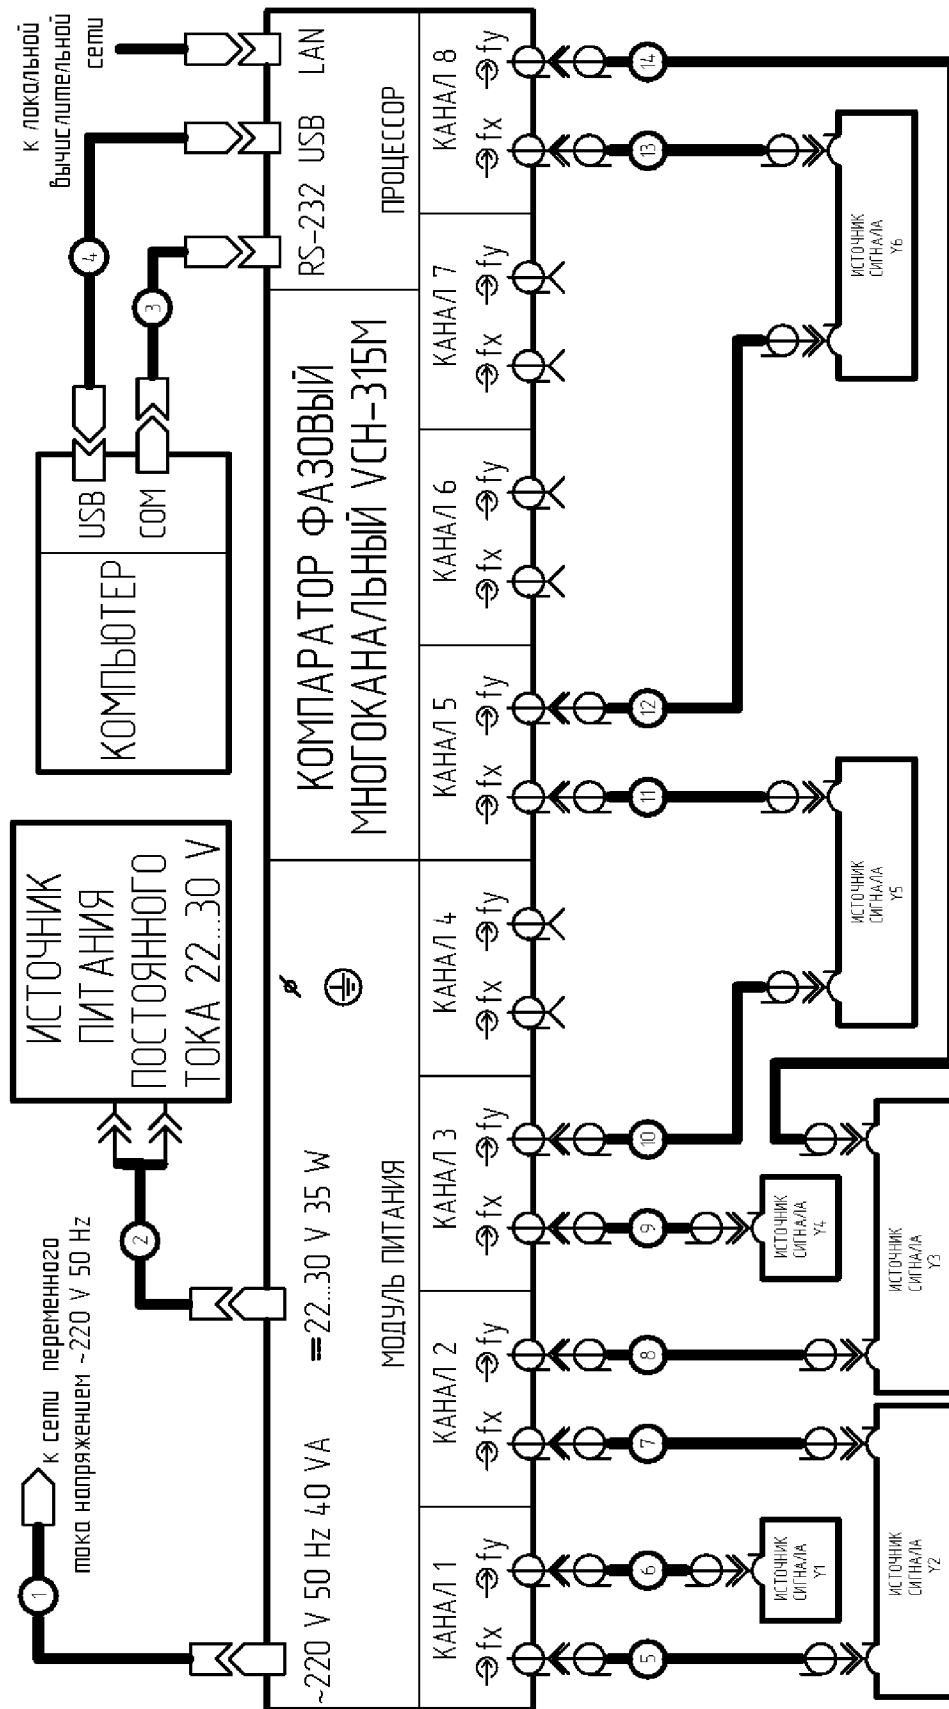 К сети переменного
тока напряжением ~220 V 50 Hz
ИСТОЧНИК
ПИТАНИЯ
ПОСТОЯННОГО
ТОКА 22...30 V
КОМПЬЮТЕР
USB
COM
К локальной
вычислительной
сети
1
2
3
4
~220 V 50 Hz 40 VA
=22...30 V 35 W
МОДУЛЬ ПИТАНИЯ
КОМПАРАТОР ФАЗОВЫЙ
МНОГОКАНАЛЬНЫЙ VCH-315M
RS-232
USB
LAN
ПРОЦЕССОР
КАНАЛ 1
fx
fy
КАНАЛ 2
fx
fy
КАНАЛ 3
fx
fy
КАНАЛ 4
fx
fy
КАНАЛ 5
fx
fy
КАНАЛ 6
fx
fy
КАНАЛ 7
fx
fy
КАНАЛ 8
fx
fy
5
6
7
8
9
10
11
12
13
14
ИСТОЧНИК
СИГНАЛА
Y1
ИСТОЧНИК
СИГНАЛА
Y4
ИСТОЧНИК
СИГНАЛА
Y5
ИСТОЧНИК
СИГНАЛА
Y6
ИСТОЧНИК
СИГНАЛА
Y2
ИСТОЧНИК
СИГНАЛА
Y3